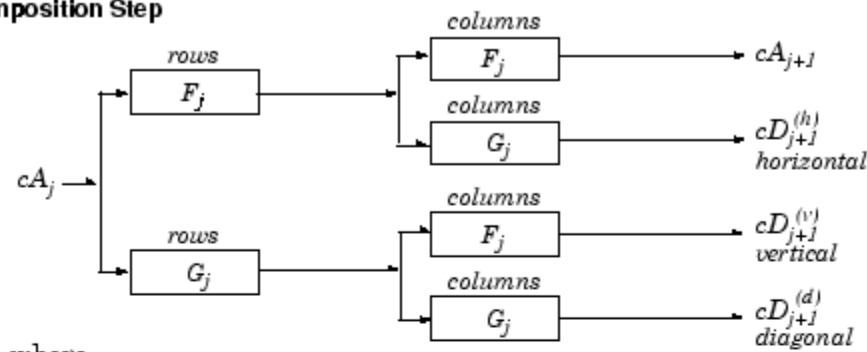 mposition Step
columns
rows
F_j
cA_{j+1}
F_j
columns
G_j
cD_{j+1}^{(h)}
horizontal
cA_j
columns
rows
F_j
cD_{j+1}^{(v)}
vertical
G_j
columns
G_j
cD_{j+1}^{(d)}
diagonal
where